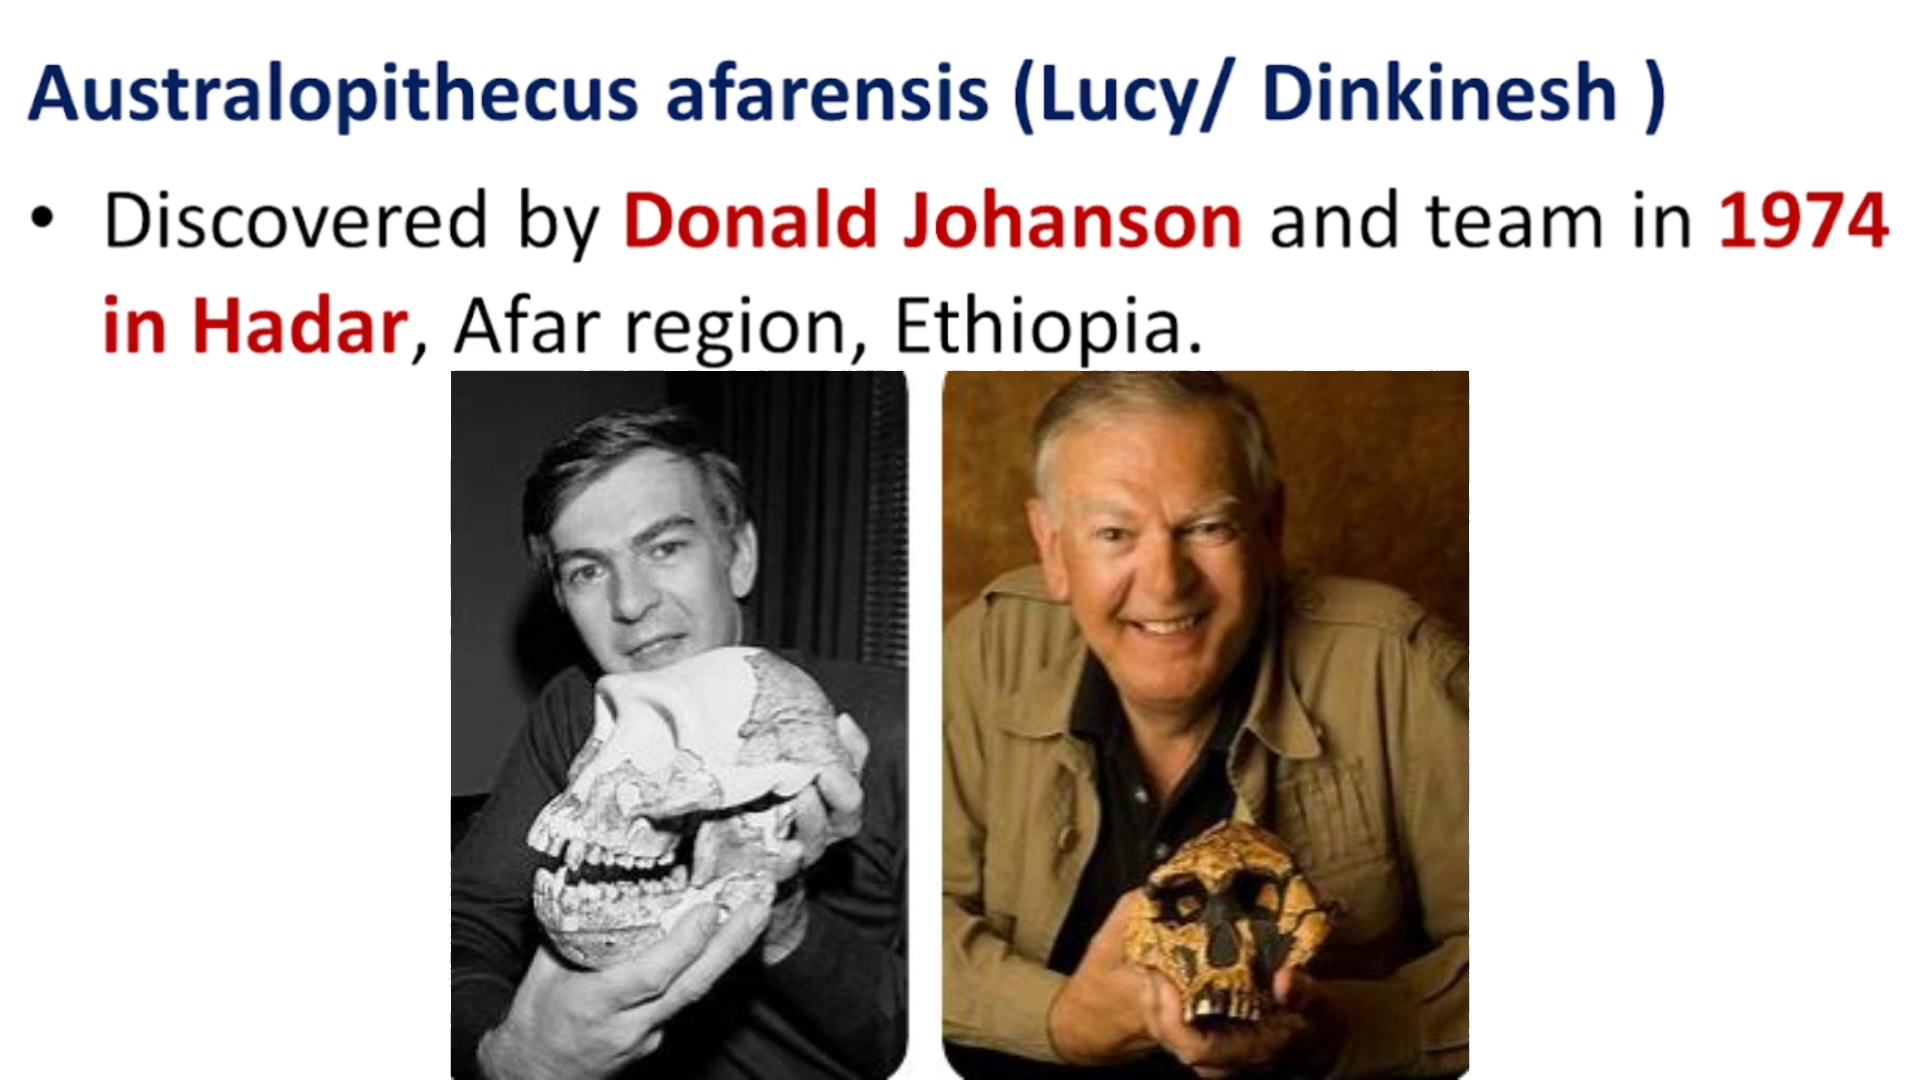 Australopithecus afarensis (Lucy/ Dinkinesh )
• Discovered by Donald Johanson and team in 1974
in Hadar, Afar region, Ethiopia.